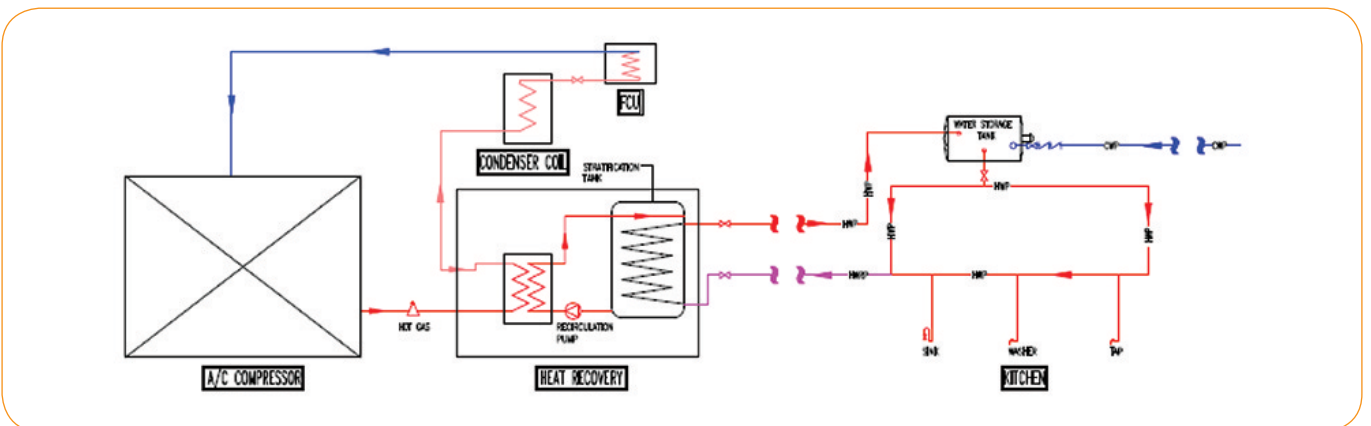 FCU
CONDENSER COIL
STRATIFICATION
TANK
WATER STORAGE
TANK
CWP
CWP
HWP
HWP
HWP
HWP
HWP
HWP
HWRP
HOT GAS
RECIRCULATION
PUMP
SINK
WASHER
TAP
A/C COMPRESSOR
HEAT RECOVERY
KITCHEN